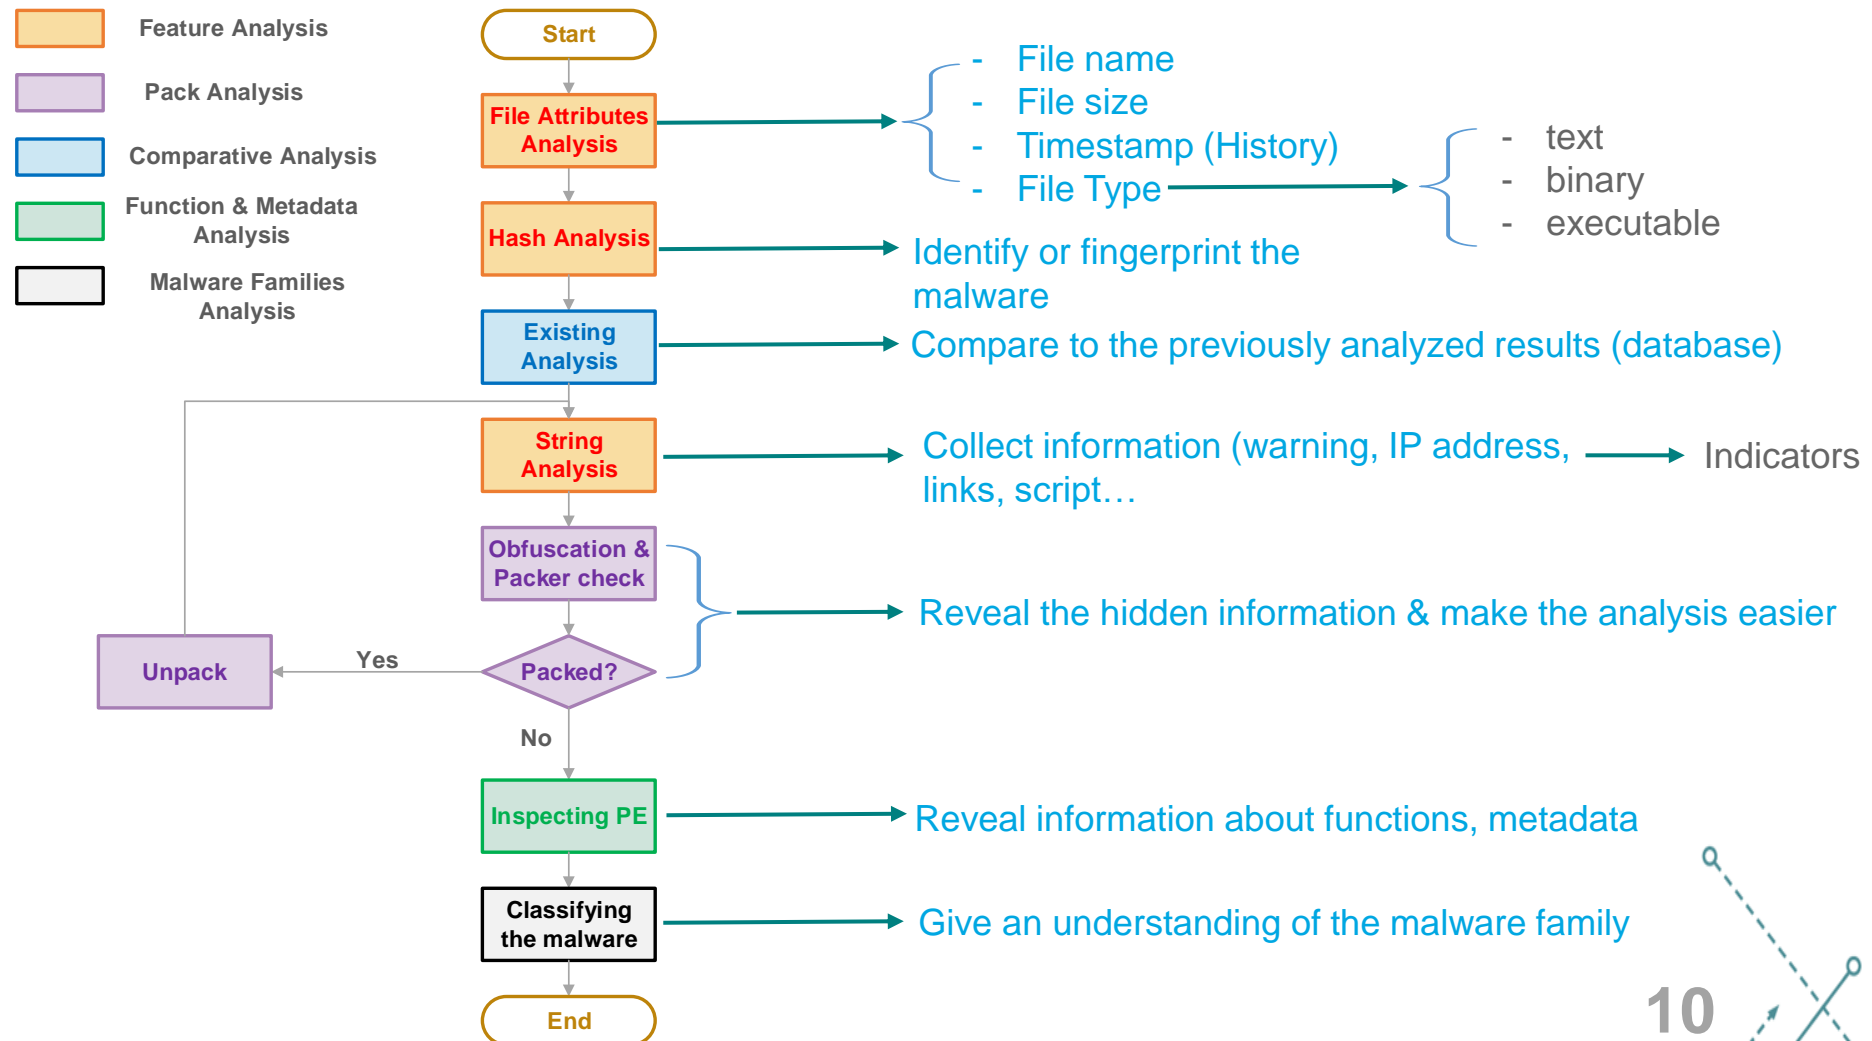 Feature Analysis
Pack Analysis
Comparative Analysis
Function & Metadata
Analysis
Malware Families
Analysis
Start
File Attributes
Analysis
- File name
- File size
- Timestamp (History)
- File Type
- text
- binary
- executable
Hash Analysis
Identify or fingerprint the
malware
Existing
Analysis
Compare to the previously analyzed results (database)
String
Analysis
Collect information (warning, IP address,
links, script…
Indicators
Obfuscation &
Packer check
Reveal the hidden information & make the analysis easier
Packed?
Yes
Unpack
No
Inspecting PE
Reveal information about functions, metadata
Classifying
the malware
Give an understanding of the malware family
End
10